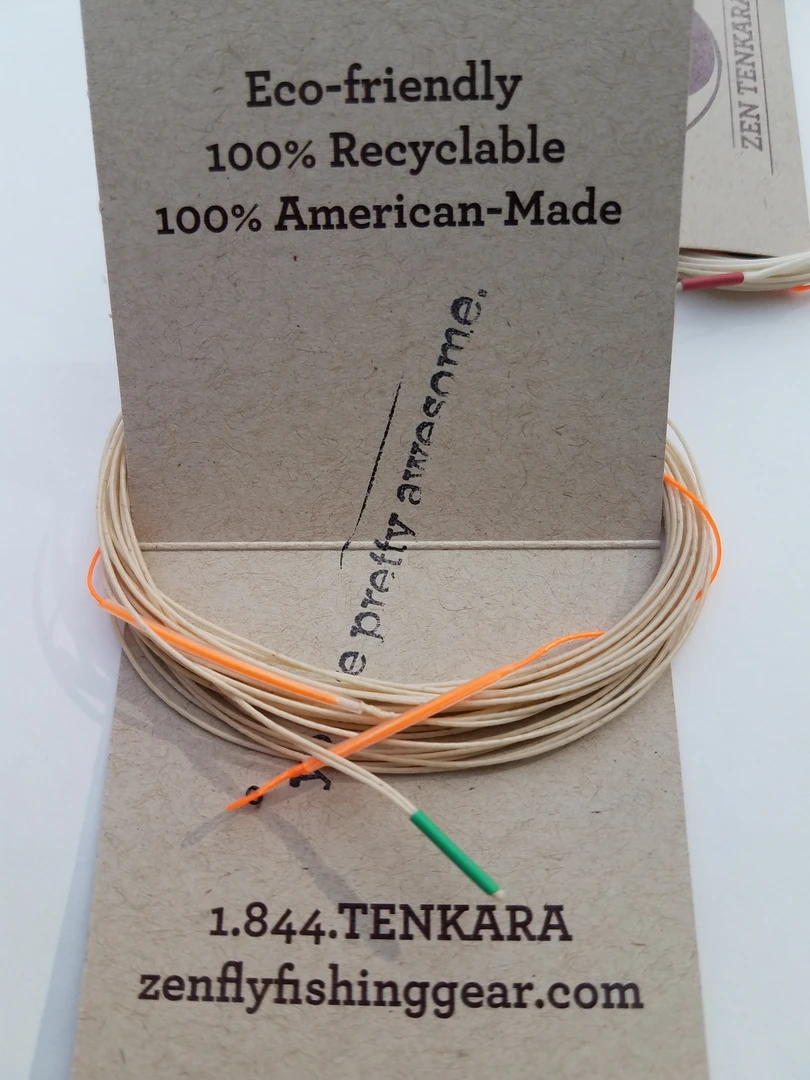 Eco-friendly
100% Recyclable
100% American-Made
pretty awesome.
1.844.TENKARA
zenflyfishinggear.com
ZEN TENKARA